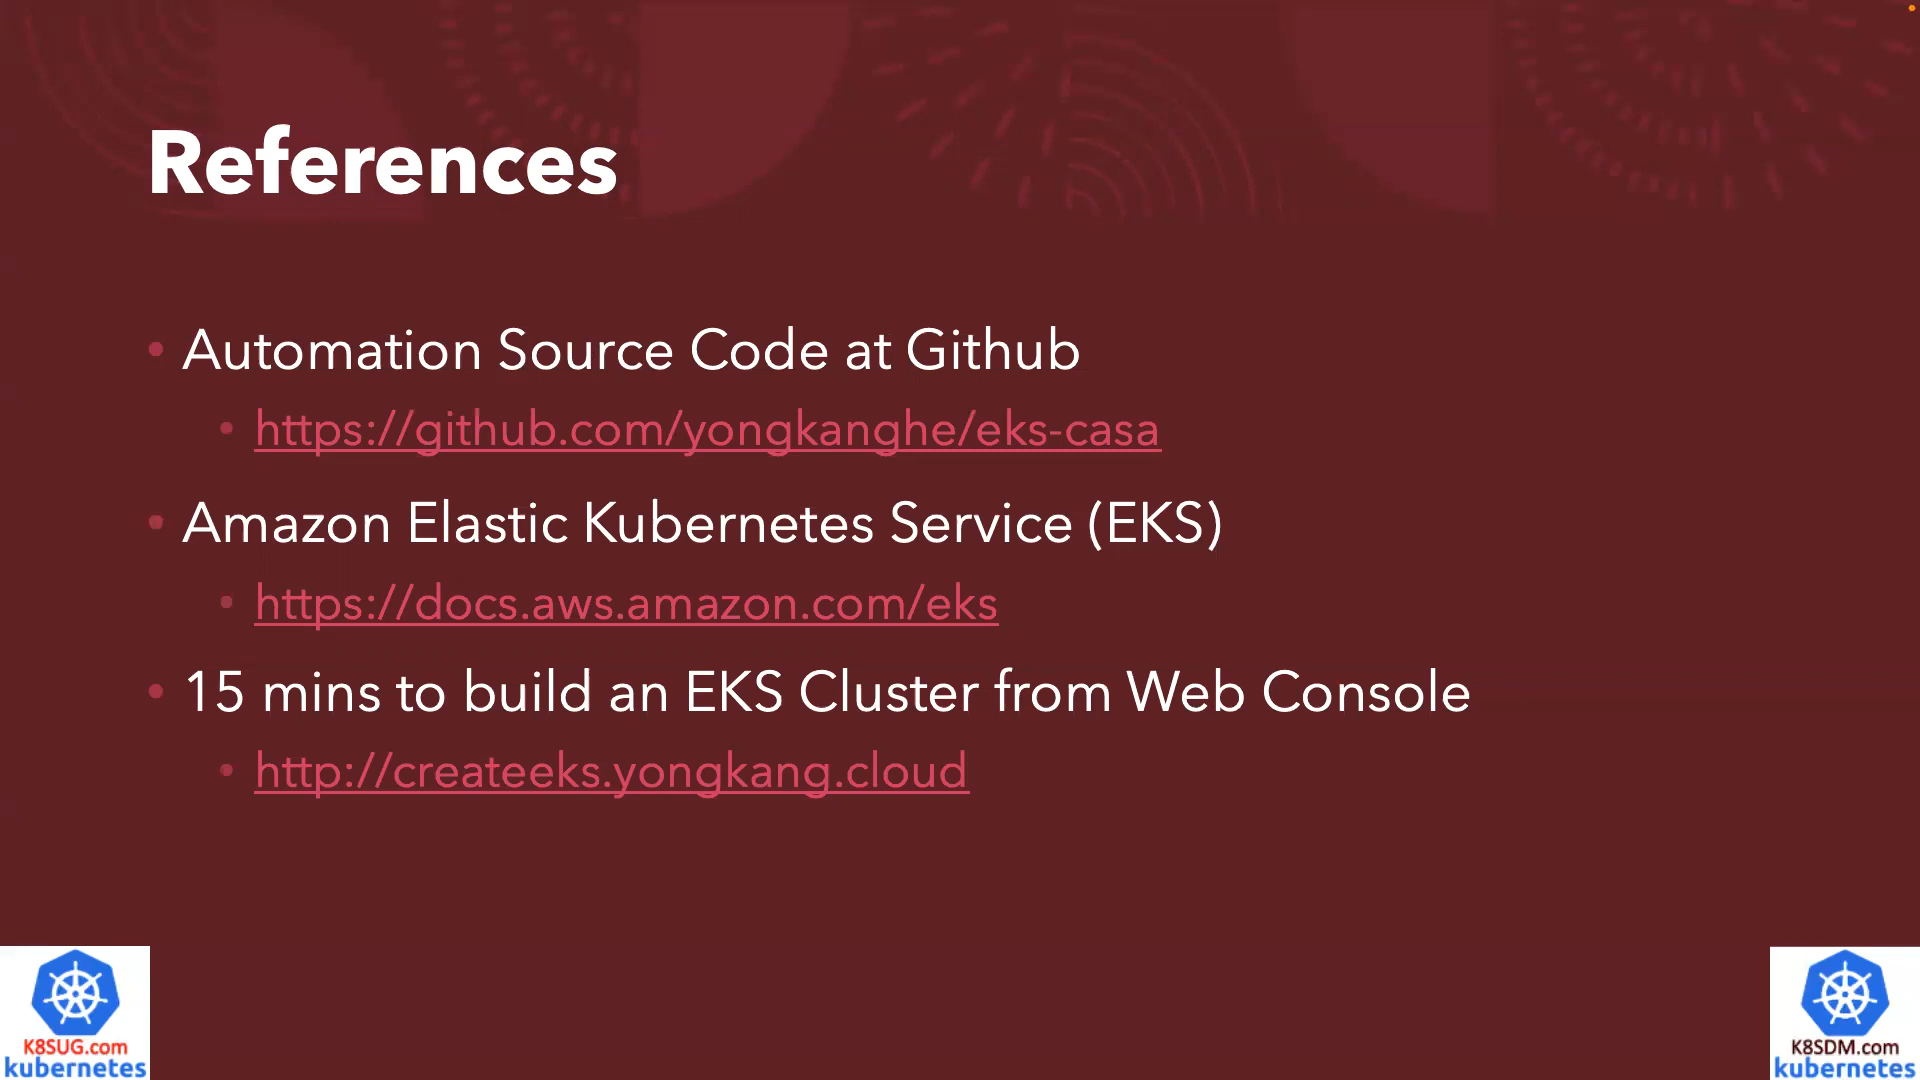 References
• Automation Source Code at Github
• https://github.com/yongkanghe/eks-casa
• Amazon Elastic Kubernetes Service (EKS)
• https://docs.aws.amazon.com/eks
• 15 mins to build an EKS Cluster from Web Console
• http://createeks.yongkang.cloud
K8SUG.com
kubernetes
K8SDM.com
kubernetes